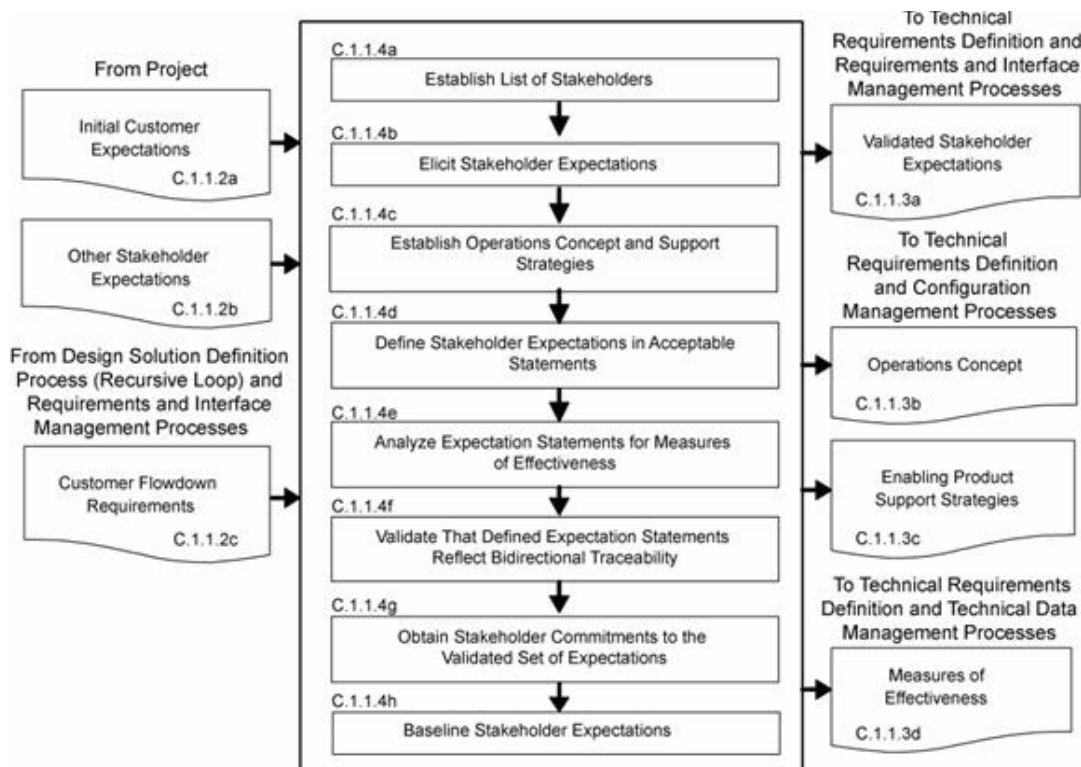 From Project
Initial Customer
Expectations
C.1.1.2a
Other Stakeholder
Expectations
C.1.1.2b
From Design Solution Definition
Process (Recursive Loop) and
Requirements and Interface
Management Processes
Customer Flowdown
Requirements
C.1.1.2c
C.1.1.4a
Establish List of Stakeholders
C.1.1.4b
Elicit Stakeholder Expectations
C.1.1.4c
Establish Operations Concept and Support
Strategies
C.1.1.4d
Define Stakeholder Expectations in Acceptable
Statements
C.1.1.4e
Analyze Expectation Statements for Measures
of Effectiveness
C.1.1.4f
Validate That Defined Expectation Statements
Reflect Bidirectional Traceability
C.1.1.4g
Obtain Stakeholder Commitments to the
Validated Set of Expectations
C.1.1.4h
Baseline Stakeholder Expectations
To Technical
Requirements Definition and
Requirements and Interface
Management Processes
Validated Stakeholder
Expectations
C.1.1.3a
To Technical
Requirements Definition
and Configuration
Management Processes
Operations Concept
C.1.1.3b
Enabling Product
Support Strategies
C.1.1.3c
To Technical Requirements
Definition and Technical Data
Management Processes
Measures of
Effectiveness
C.1.1.3d